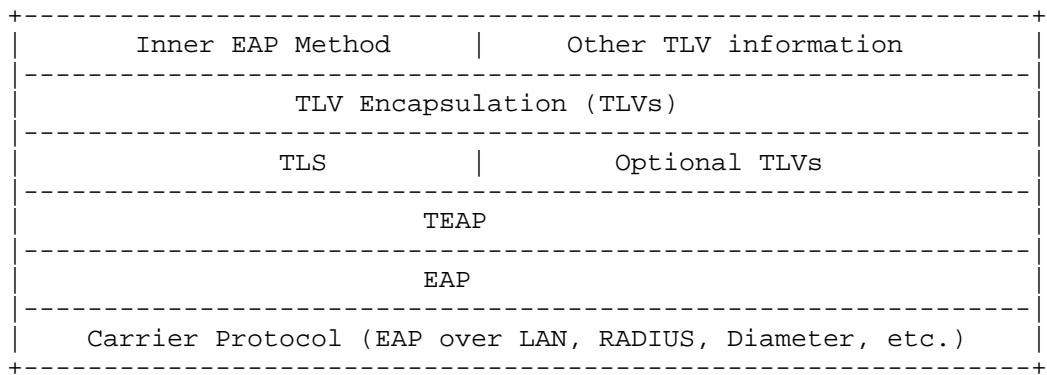 +---------------------------------------------------------------+
|       Inner EAP Method     |     Other TLV information        |
|---------------------------------------------------------------|
|                 TLV Encapsulation (TLVs)                      |
|---------------------------------------------------------------|
|                TLS         |        Optional TLVs             |
|---------------------------------------------------------------|
|                         TEAP                                  |
|---------------------------------------------------------------|
|                         EAP                                   |
|---------------------------------------------------------------|
|    Carrier Protocol (EAP over LAN, RADIUS, Diameter, etc.)    |
+---------------------------------------------------------------+